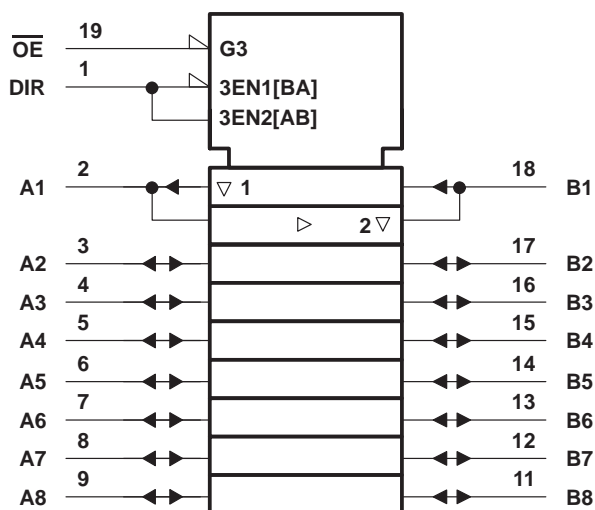 19
OE G3
1
DIR 3EN1[BA]
3EN2[AB]
2 18
A1 1 B1
2
3 17
A2 B2
4 16
A3 B3
5 15
A4 B4
6 14
A5 B5
7 13
A6 B6
8 12
A7 B7
9 11
A8 B8